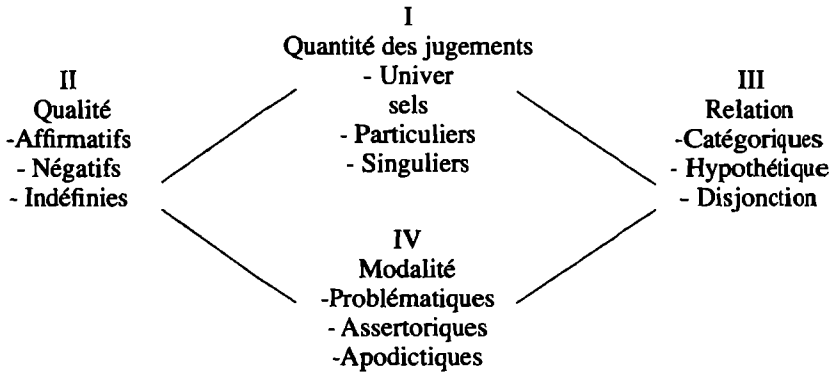 I
Quantité des jugements
- Univer
sels
- Particuliers
- Singuliers
II
Qualité
-Affirmatifs
- Négatifs
- Indéfinies
III
Relation
-Catégoriques
- Hypothétique
- Disjonction
IV
Modalité
-Problématiques
- Assertoriques
-Apodictiques